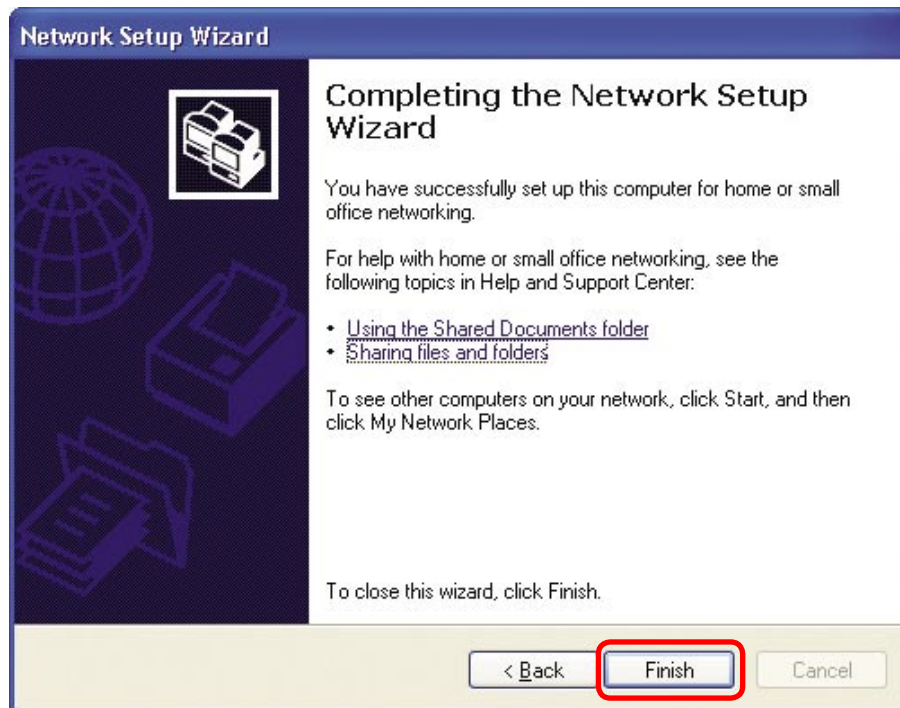 Network Setup Wizard
Completing the Network Setup
Wizard
You have successfully set up this computer for home or small
office networking.
For help with home or small office networking, see the
following topics in Help and Support Center:
• Using the Shared Documents folder
• Sharing files and folders
To see other computers on your network, click Start, and then
click My Network Places.
To close this wizard, click Finish.
< Back Finish Cancel